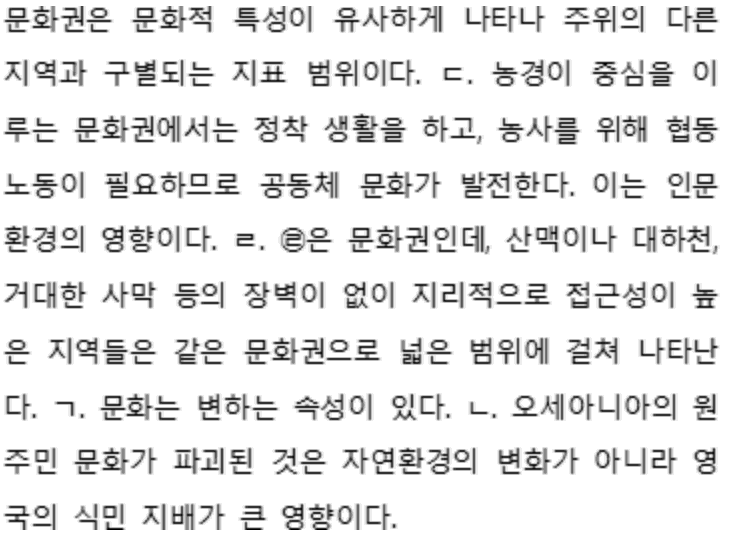 문화권은 문화적 특성이 유사하게 나타나 주위의 다른
지역과 구별되는 지표 범위이다. ㄷ. 농경이 중심을 이
루는 문화권에서는 정착 생활을 하고, 농사를 위해 협동
노동이 필요하므로 공동체 문화가 발전한다. 이는 인문
환경의 영향이다. ㄹ. ㉣은 문화권인데, 산맥이나 대하천,
거대한 사막 등의 장벽이 없이 지리적으로 접근성이 높
은 지역들은 같은 문화권으로 넓은 범위에 걸쳐 나타난
다. ㄱ. 문화는 변하는 속성이 있다. ㄴ. 오세아니아의 원
주민 문화가 파괴된 것은 자연환경의 변화가 아니라 영
국의 식민 지배가 큰 영향이다.